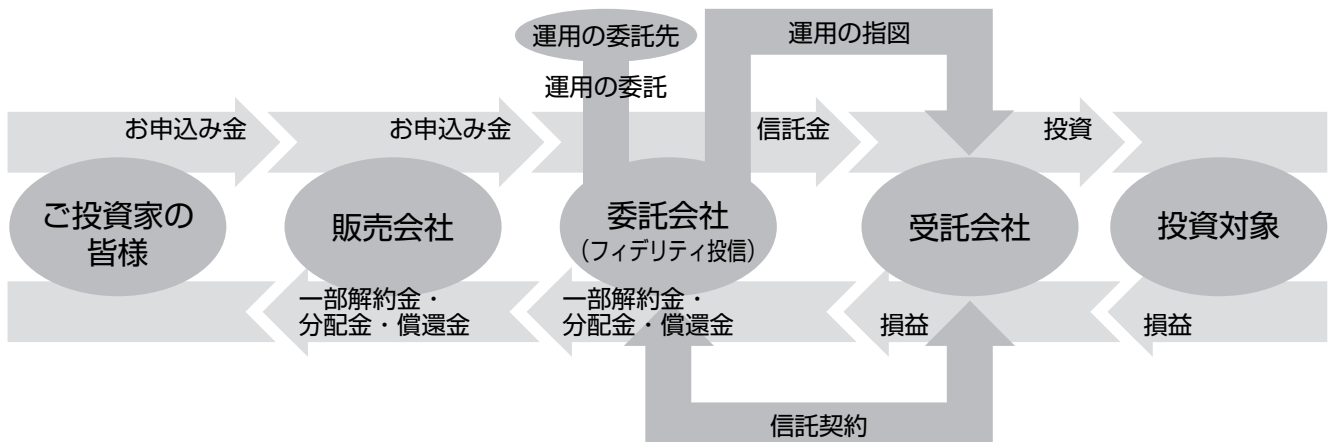 運用の委託先
運用の指図
運用の委託
お申込み金
お申込み金
信託金
投資
ご投資家の
皆様
販売会社
委託会社
(フィデリティ投信)
受託会社
投資対象
一部解約金・
分配金・償還金
一部解約金・
分配金・償還金
損益
損益
信託契約